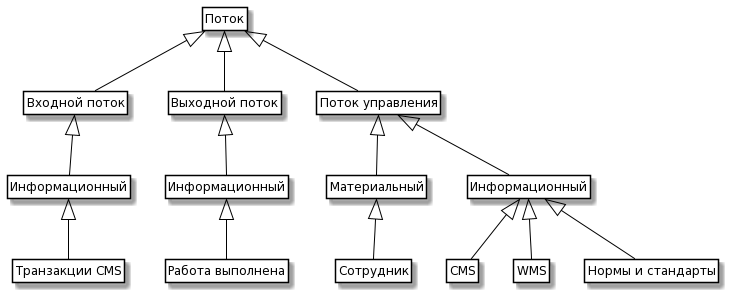 Поток
Входной поток
Выходной поток
Поток управления
Информационный
Информационный
Материальный
Информационный
Транзакции CMS
Работа выполнена
Сотрудник
CMS
WMS
Нормы и стандарты